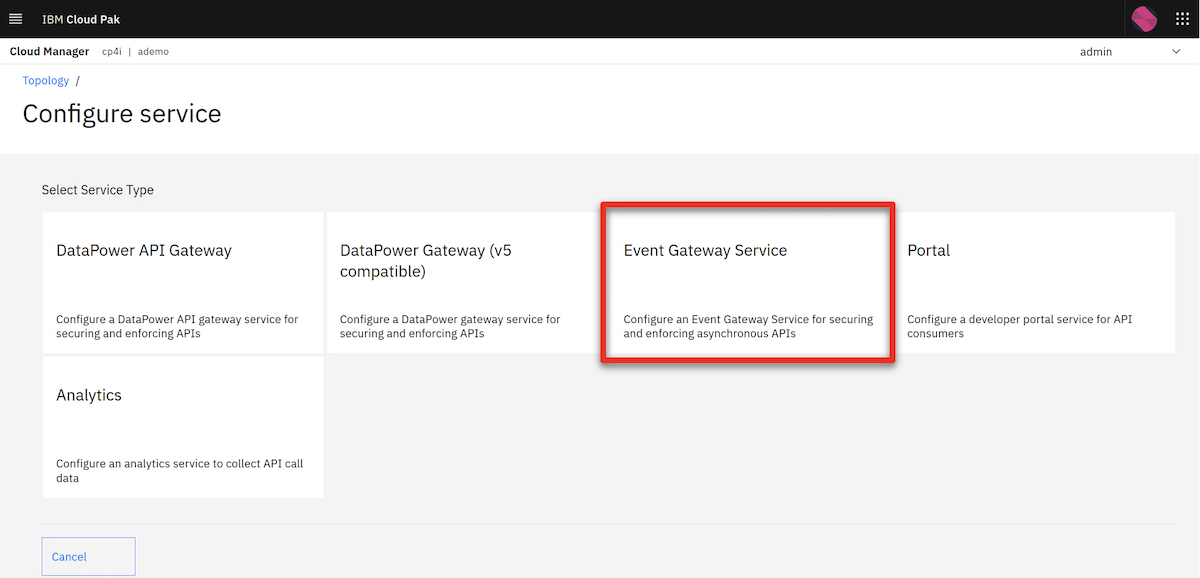 IBM Cloud Pak
Cloud Manager cp4i | ademo
admin
Topology /
Configure service
Select Service Type
DataPower API Gateway
Configure a DataPower API gateway service for
securing and enforcing APIs
DataPower Gateway (v5
compatible)
Configure a DataPower gateway service for
securing and enforcing APIs
Event Gateway Service
Configure an Event Gateway Service for securing
and enforcing asynchronous APIs
Portal
Configure a developer portal service for API
consumers
Analytics
Configure an analytics service to collect API call
data
Cancel